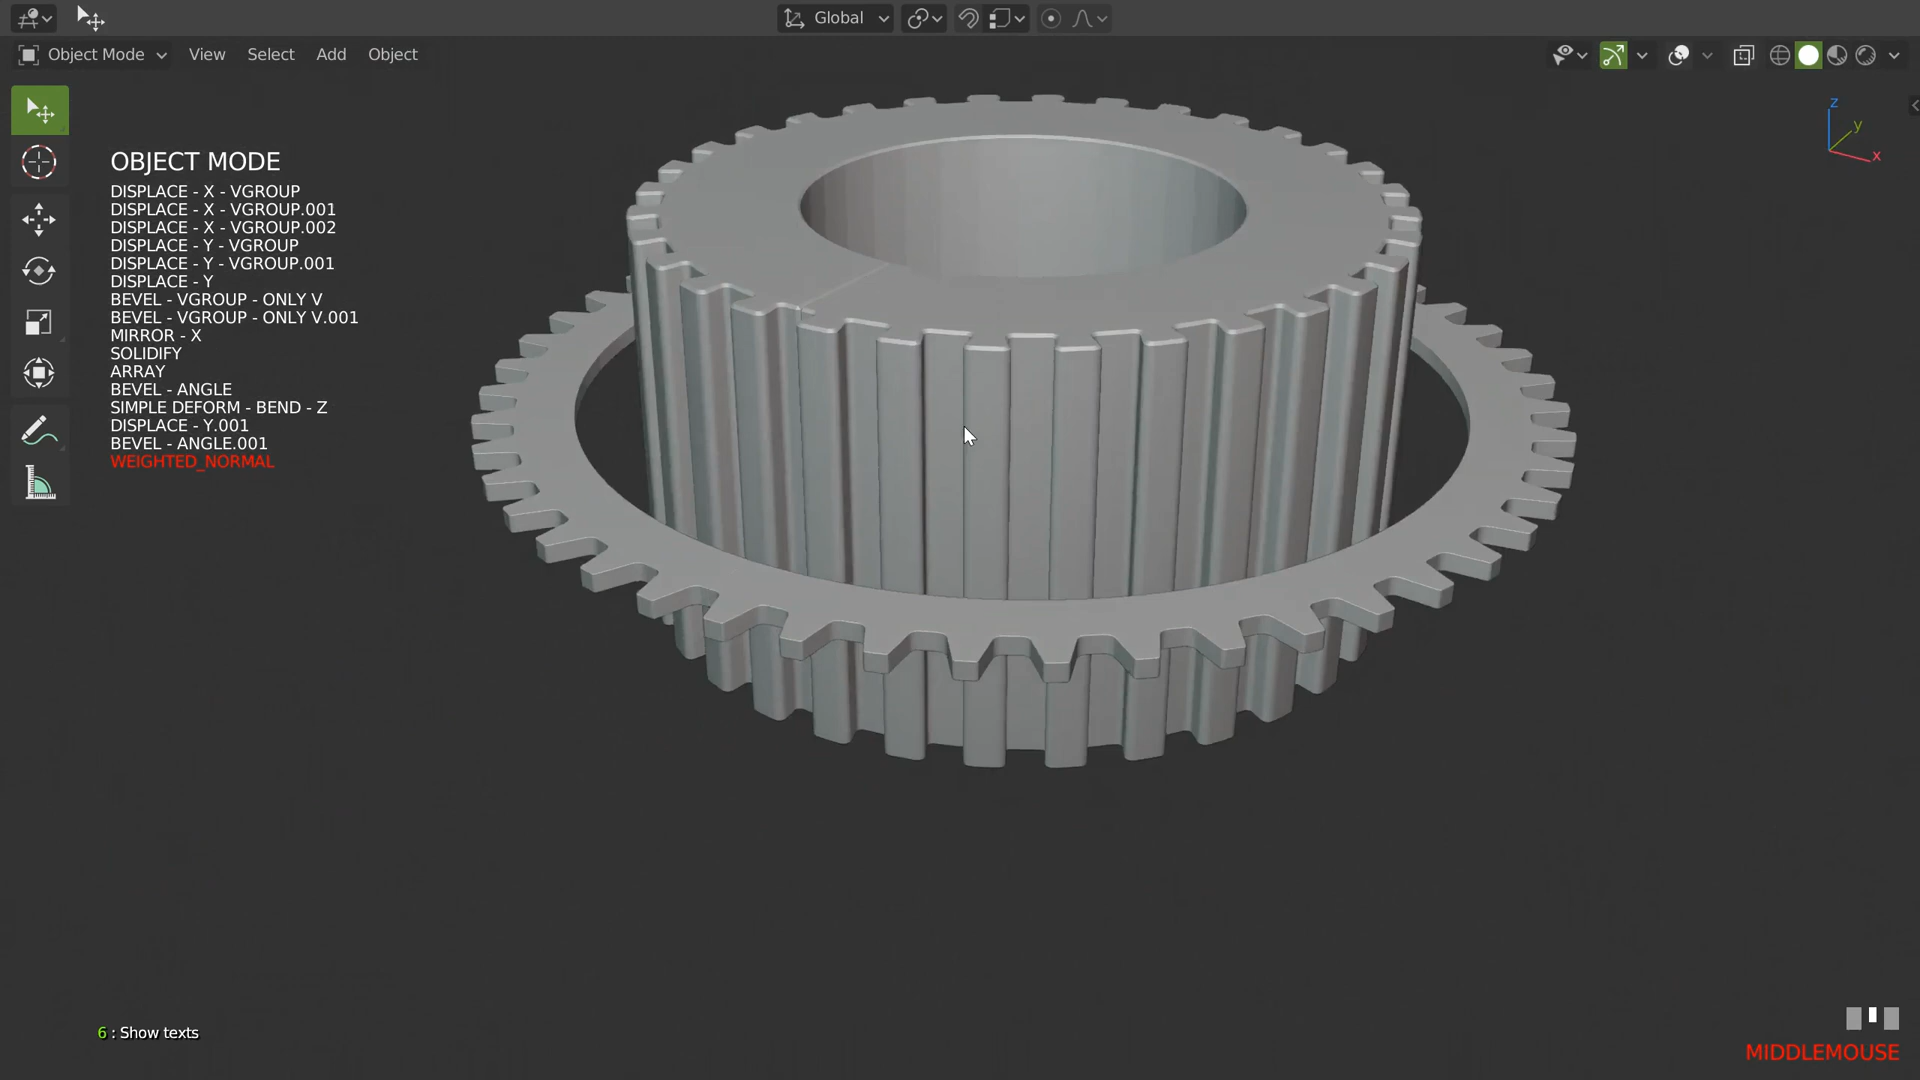 Global
Object Mode View Select Add Object
z
y
x
OBJECT MODE
DISPLACE - X - VGROUP
DISPLACE - X - VGROUP.001
DISPLACE - X - VGROUP.002
DISPLACE - Y - VGROUP
DISPLACE - Y - VGROUP.001
DISPLACE - Y
BEVEL - VGROUP - ONLY V
BEVEL - VGROUP - ONLY V.001
MIRROR - X
SOLIDIFY
ARRAY
BEVEL - ANGLE
SIMPLE DEFORM - BEND - Z
DISPLACE - Y.001
BEVEL - ANGLE.001
WEIGHTED_NORMAL
6 : Show texts
MIDDLEMOUSE